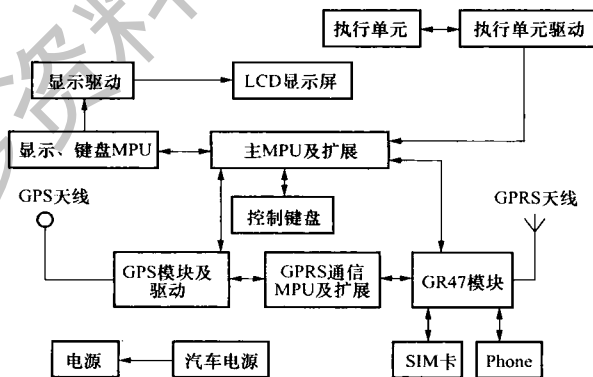 执行单元
执行单元驱动
显示驱动
LCD显示屏
显示、键盘MPU
主MPU及扩展
GPS天线
控制键盘
GPRS天线
GPS模块及
驱动
GPRS通信
MPU及扩展
GR47模块
电源
汽车电源
SIM卡
Phone
资料